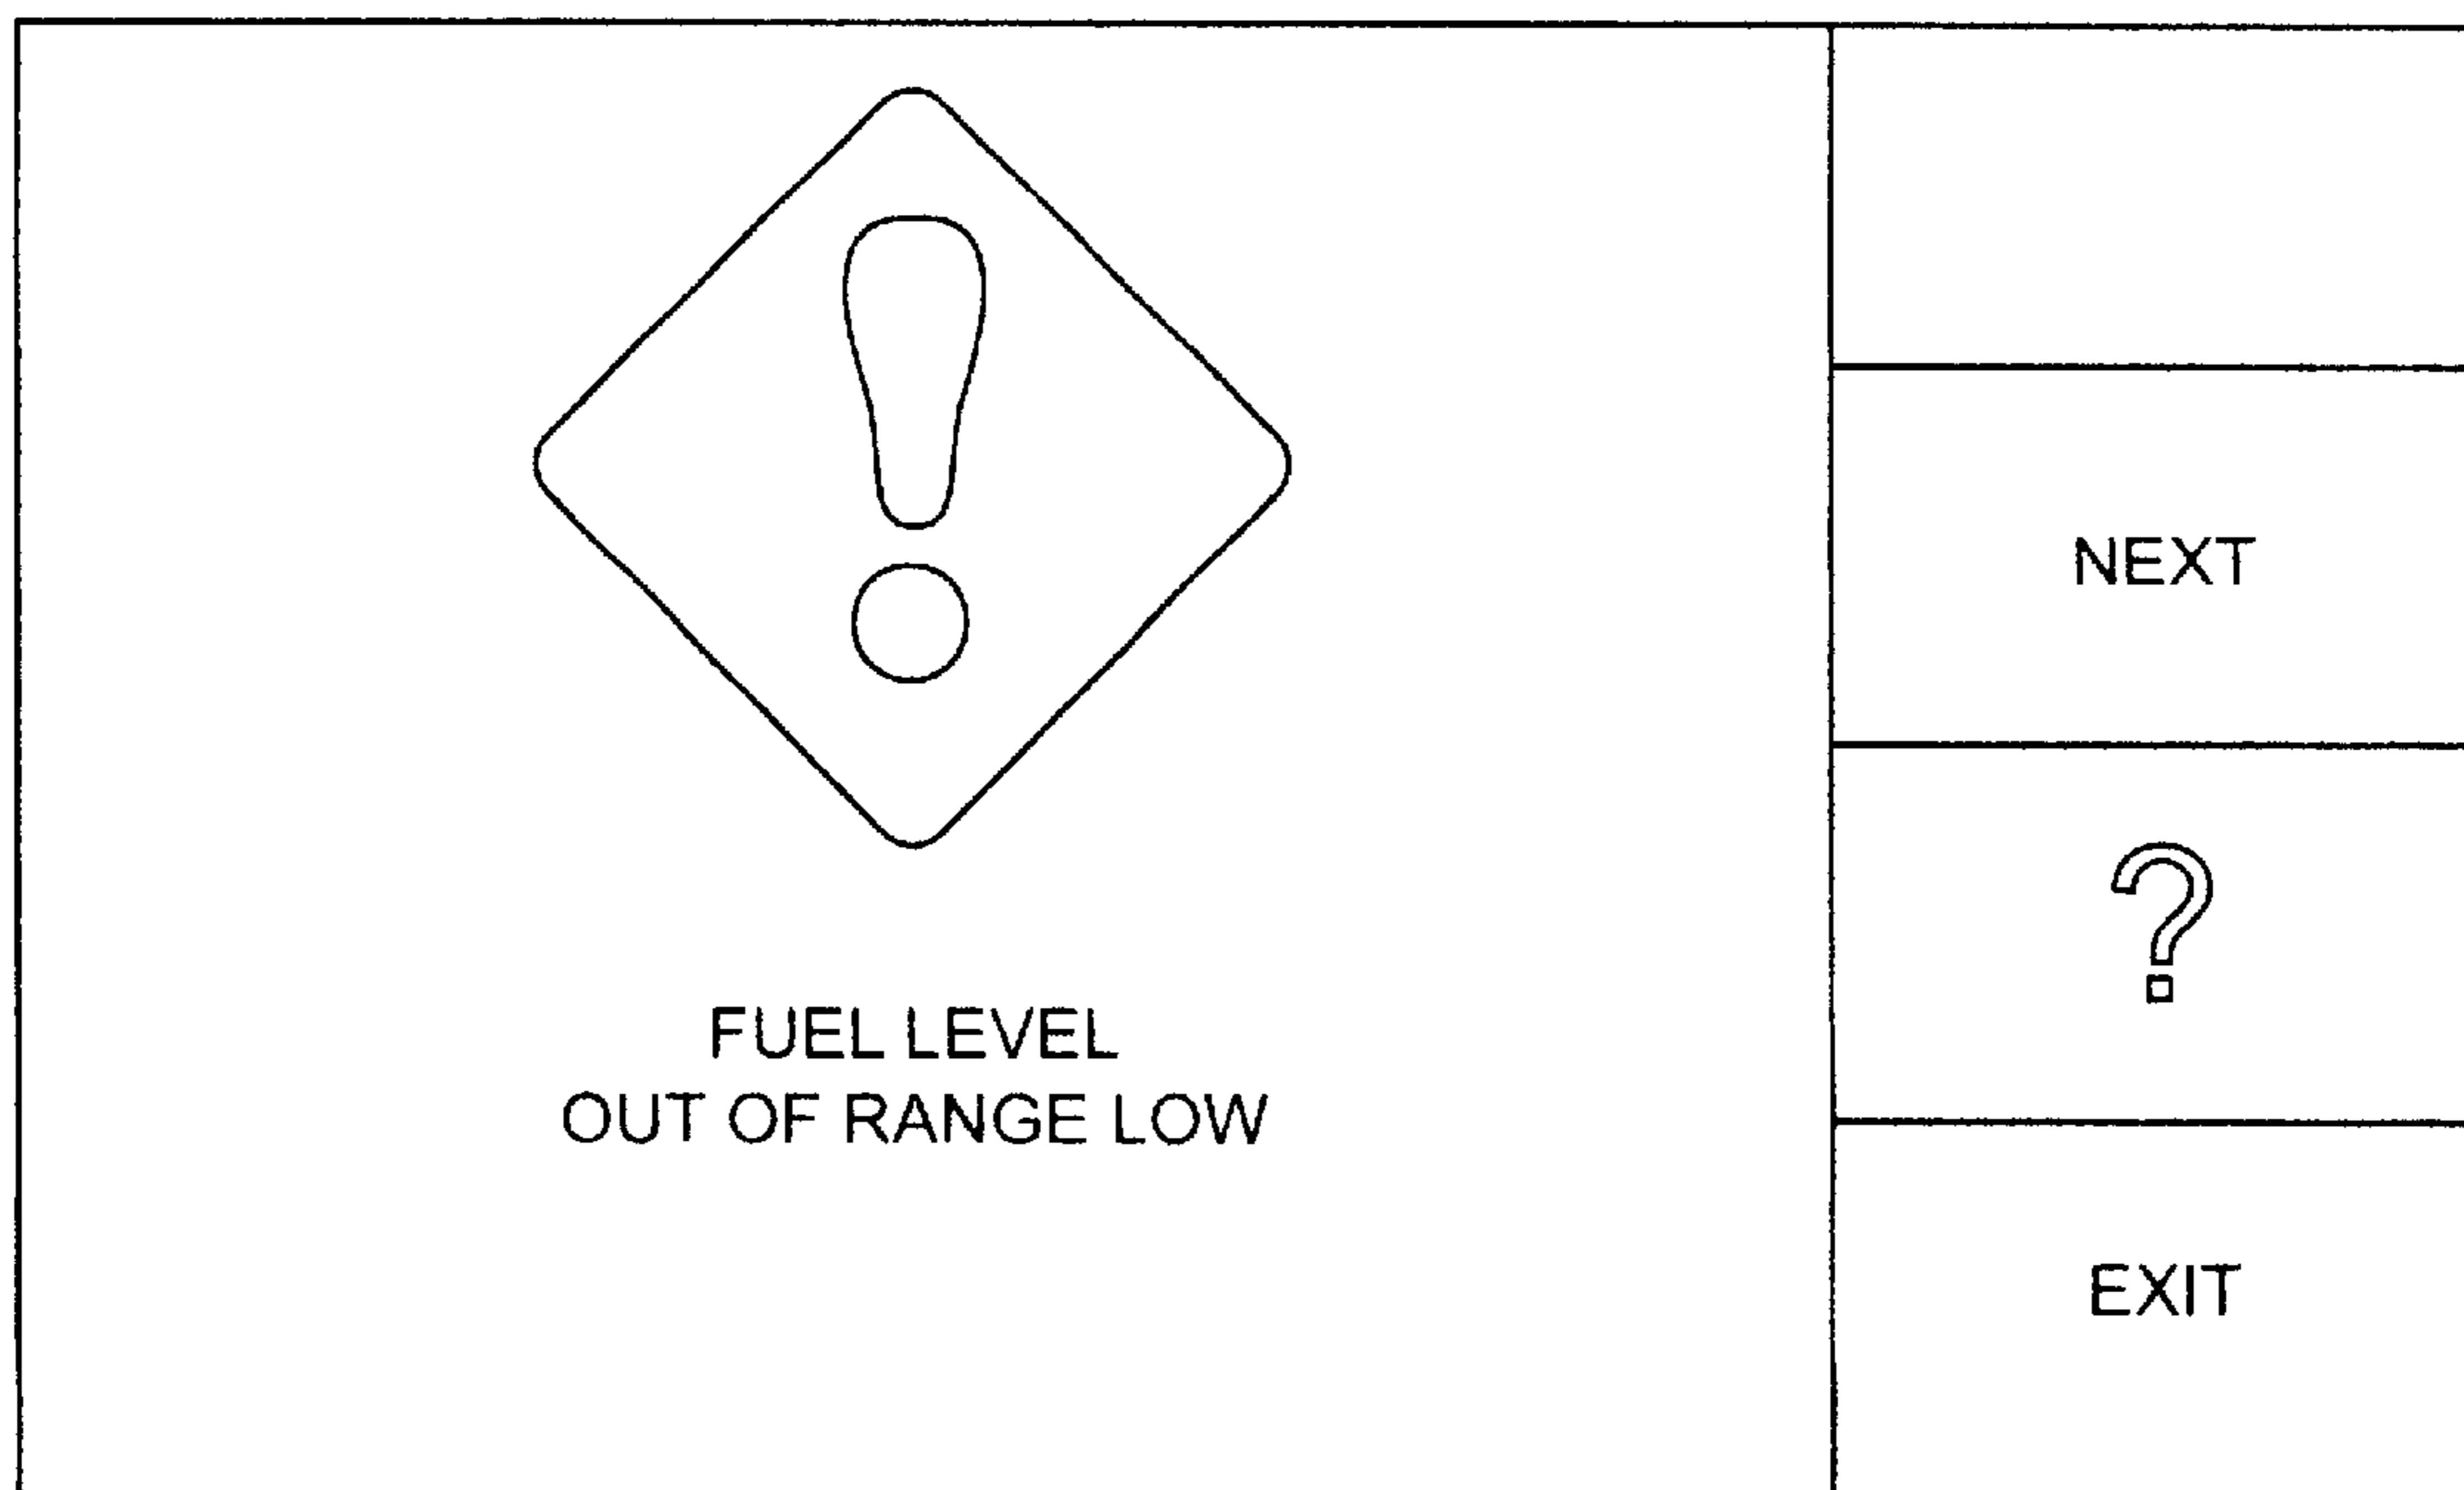 !
FUEL LEVEL
OUT OF RANGE LOW
NEXT
?
EXIT